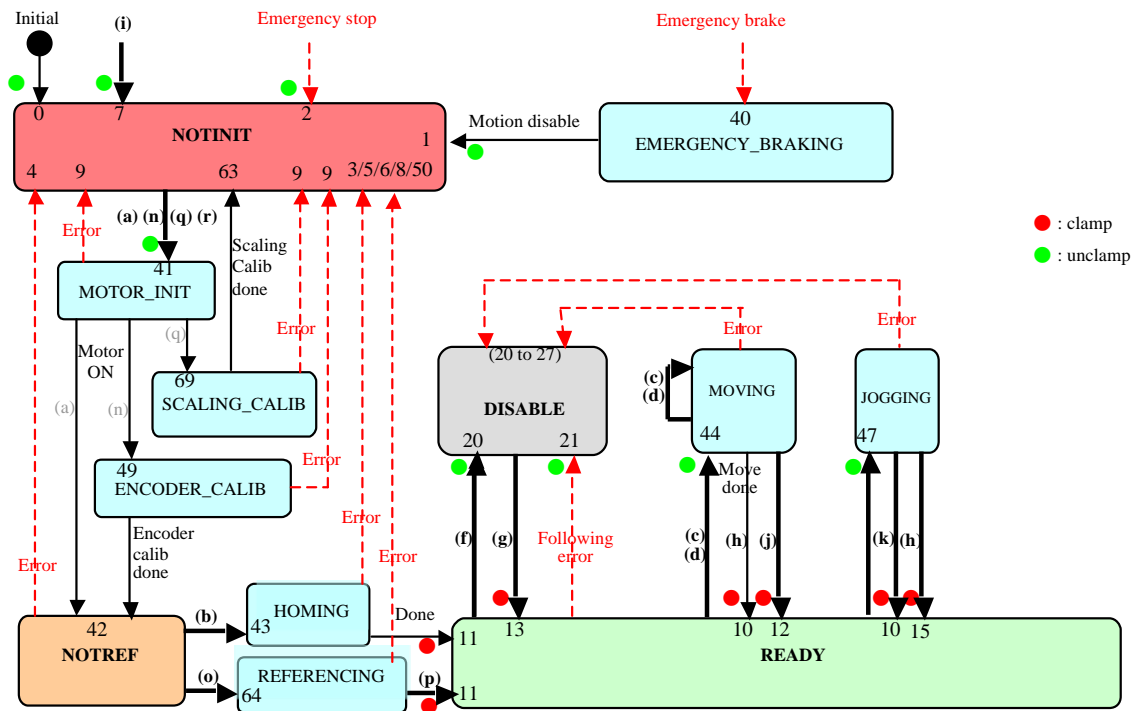 Initial
(i)
Emergency stop
Emergency brake
0
7
2
1
NOTINIT
4
9
63
9
9
3/5/6/8/50
Motion disable
40
EMERGENCY_BRAKING
: clamp
: unclamp
Error
(a) (n) (q) (r)
Scaling
Calib
done
41
MOTOR_INIT
Motor
ON
(q)
(a)
(n)
Error
69
SCALING_CALIB
49
ENCODER_CALIB
Error
Encoder
calib
done
Error
Error
Error
Error
Error
(20 to 27)
DISABLE
20
21
(c)
(d)
MOVING
44
JOGGING
47
(f)
(g)
Following
error
Move
done
(c)
(d)
(h)
(j)
(k)
(h)
42
NOTREF
(b)
43
HOMING
Done
(o)
64
REFERENCING
(p)
11
11
13
10
12
10
15
READY